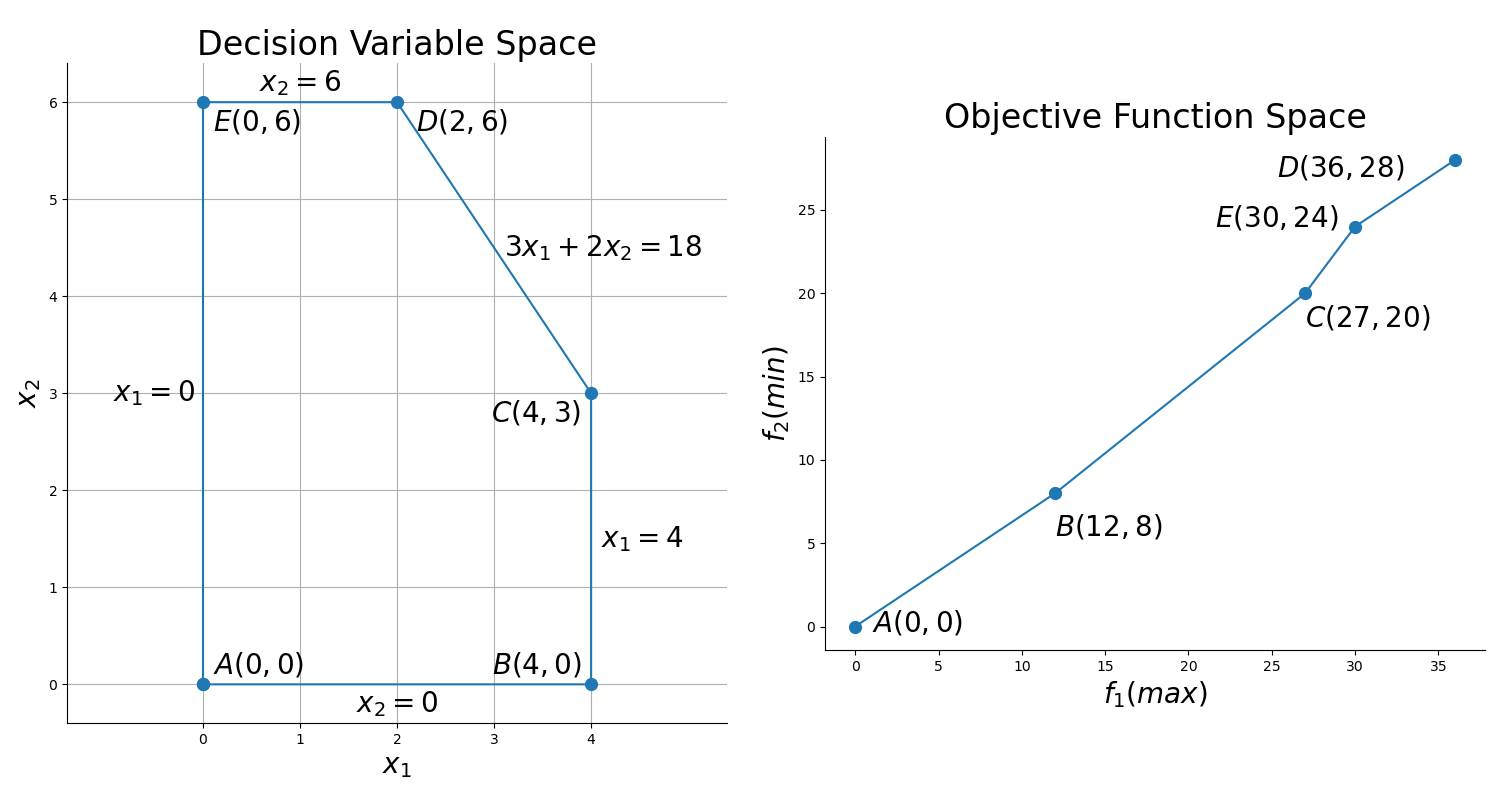 Decision Variable Space
x₂ = 6
E(0, 6)
D(2, 6)
3x₁ + 2x₂ = 18
x₁ = 0
C(4, 3)
x₁ = 4
A(0, 0)
B(4, 0)
x₂ = 0
6
5
4
3
2
1
0
x₂
0 1 2 3 4
x₁
Objective Function Space
D(36, 28)
E(30, 24)
C(27, 20)
B(12, 8)
A(0, 0)
25
20
15
10
5
0
f₂(min)
0 5 10 15 20 25 30 35
f₁(max)